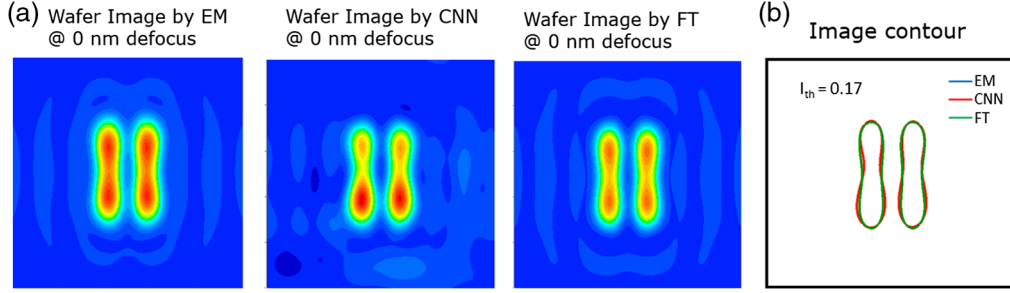 (a)
Wafer Image by EM
@ 0 nm defocus
Wafer Image by CNN
@ 0 nm defocus
Wafer Image by FT
@ 0 nm defocus
(b)
Image contour
I_th = 0.17
EM
CNN
FT